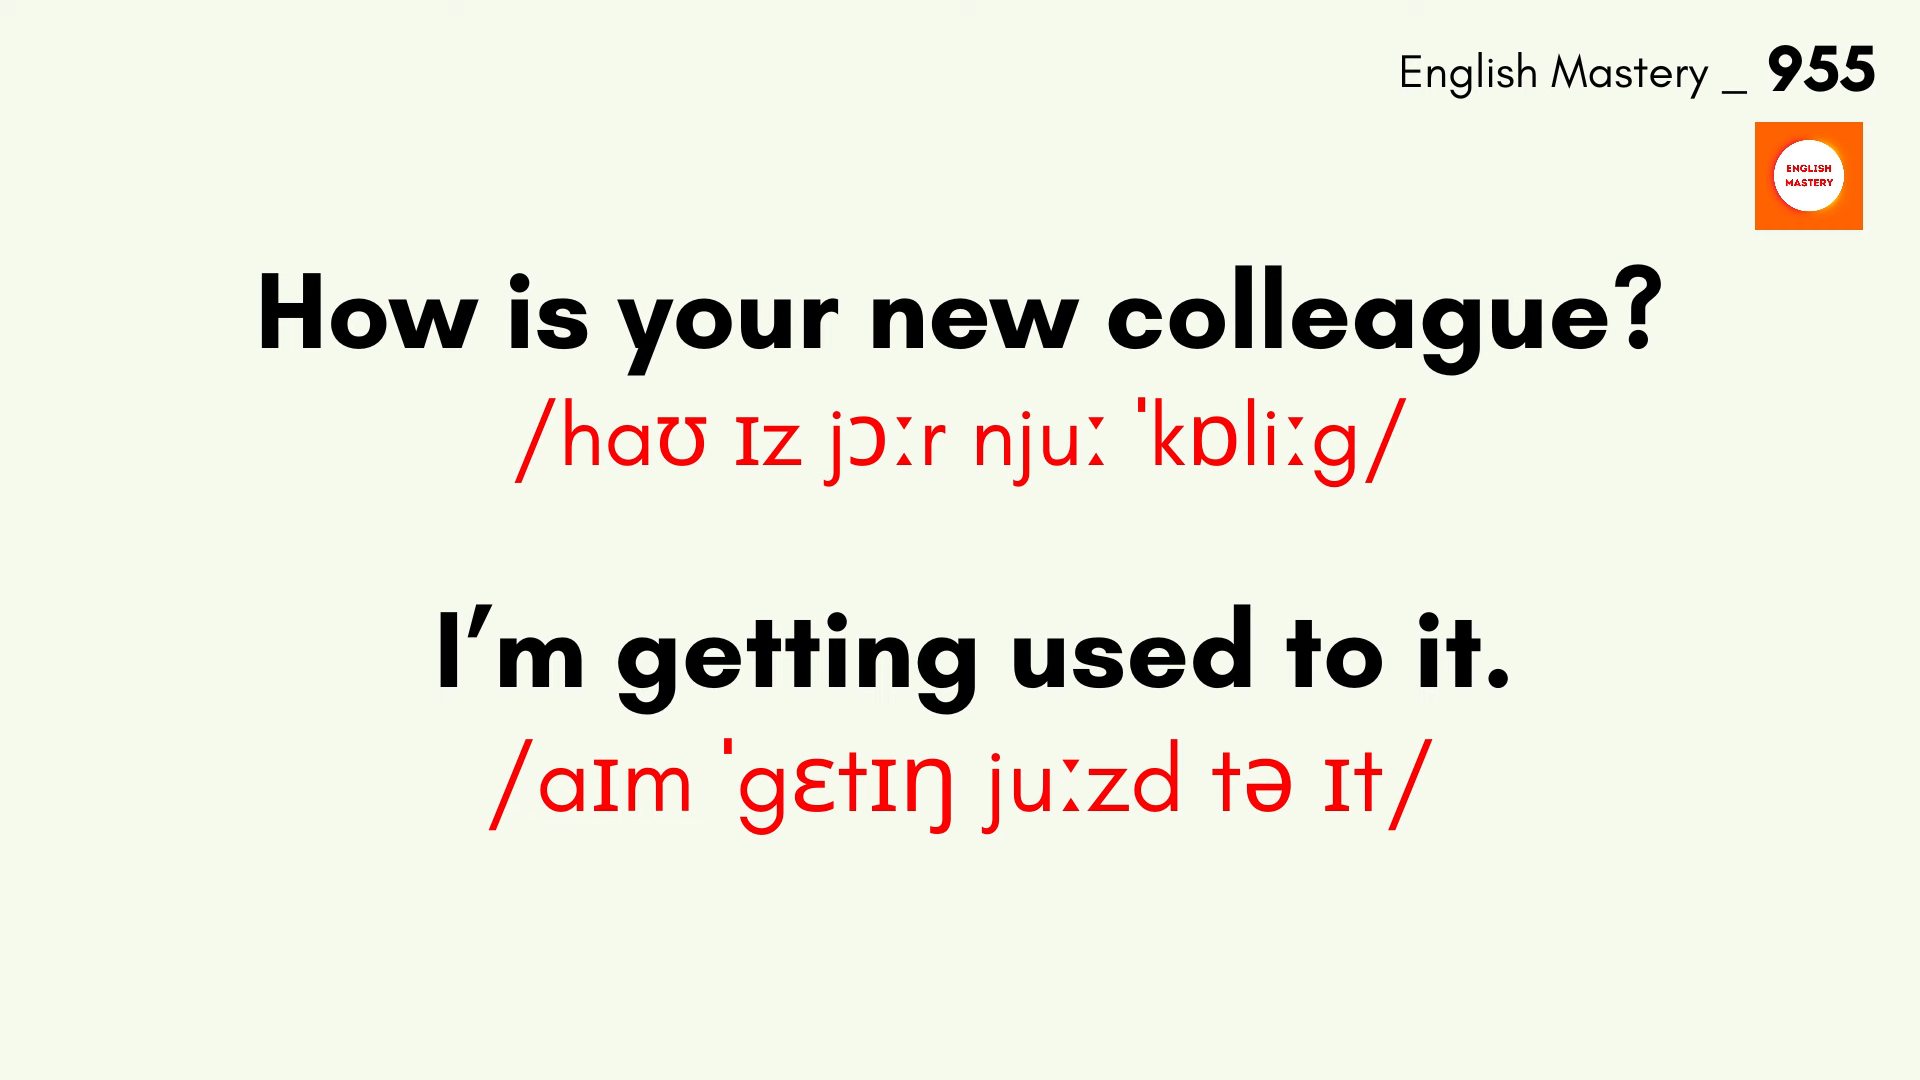 English Mastery _ 955
ENGLISH
MASTERY
How is your new colleague?
/haʊ ɪz jɔːr njuː ˈkɒliːg/
I’m getting used to it.
/aɪm ˈgɛtɪŋ juːzd tə ɪt/